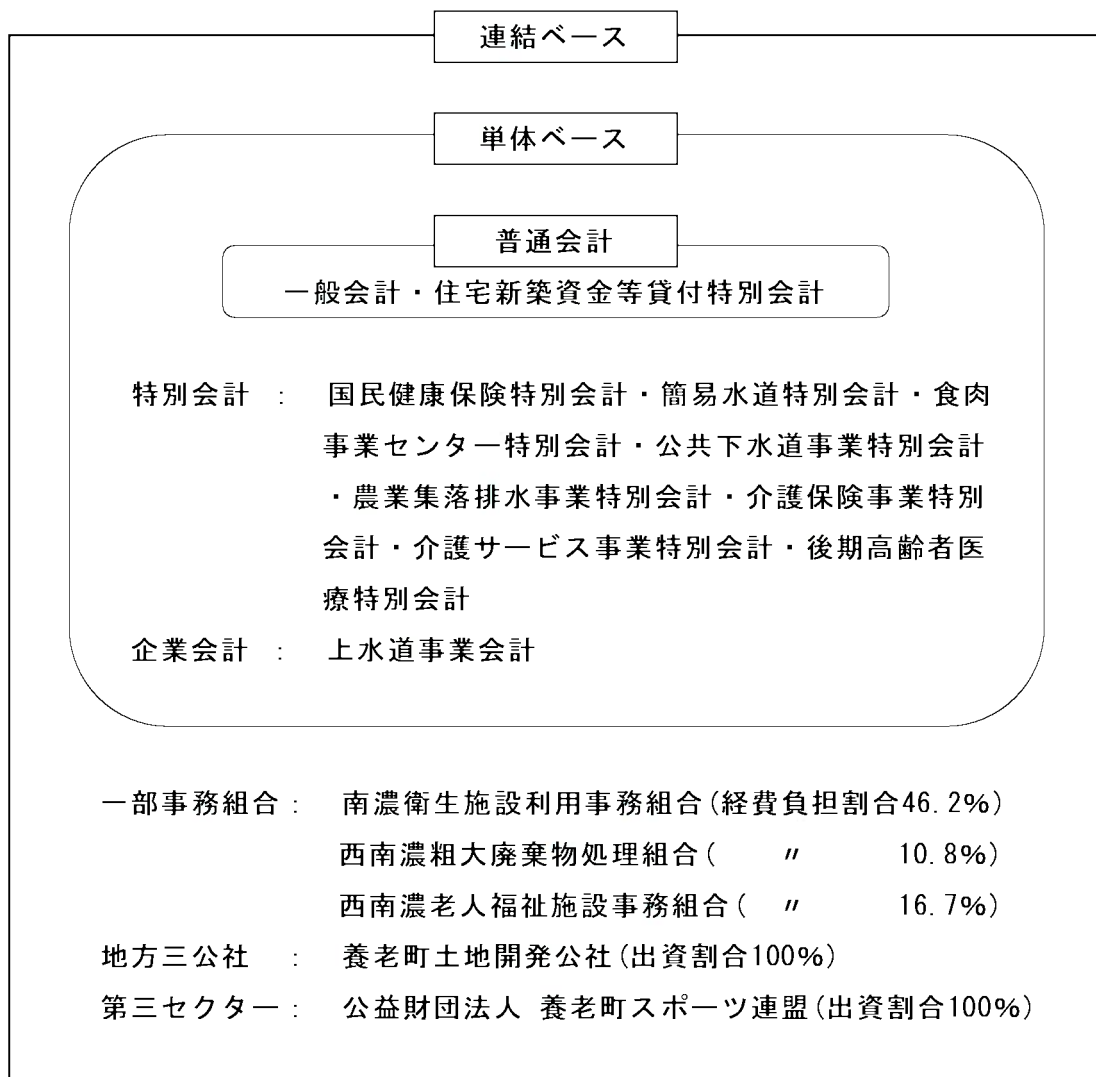 連結ベース
単体ベース
普通会計
一般会計・住宅新築資金等貸付特別会計
特別会計 : 国民健康保険特別会計・簡易水道特別会計・食肉
事業センター特別会計・公共下水道事業特別会計
・農業集落排水事業特別会計・介護保険事業特別
会計・介護サービス事業特別会計・後期高齢者医
療特別会計
企業会計 : 上水道事業会計
一部事務組合: 南濃衛生施設利用事務組合(経費負担割合46.2%)
西南濃粗大廃棄物処理組合( 〃 10.8%)
西南濃老人福祉施設事務組合( 〃 16.7%)
地方三公社 : 養老町土地開発公社(出資割合100%)
第三セクター: 公益財団法人 養老町スポーツ連盟(出資割合100%)